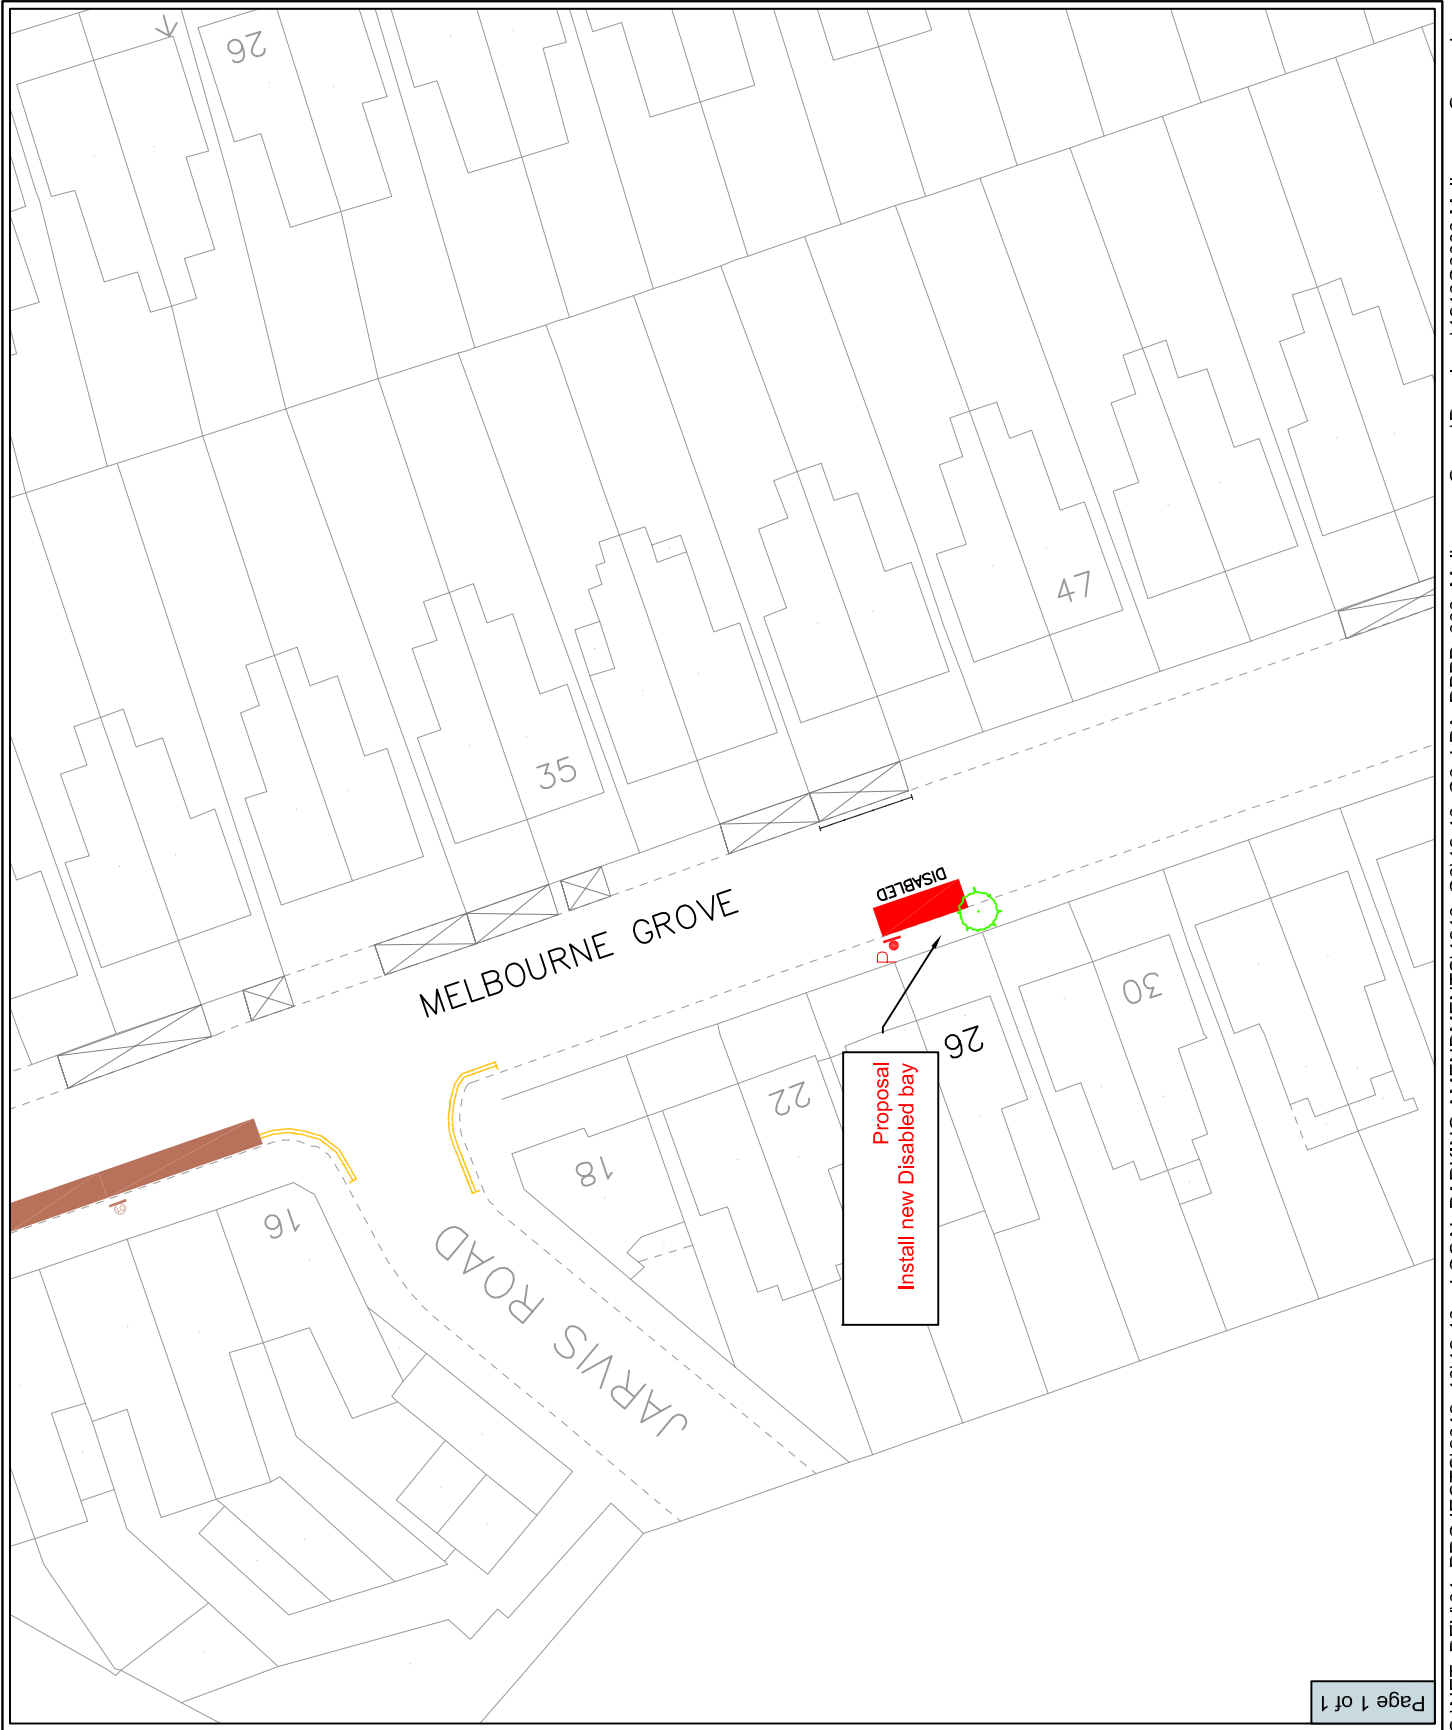 26
47
35
MELBOURNE GROVE
DISABLED
P
26
30
22
18
16
JARVIS ROAD
Proposal
Install new Disabled bay
Page 1 of 1